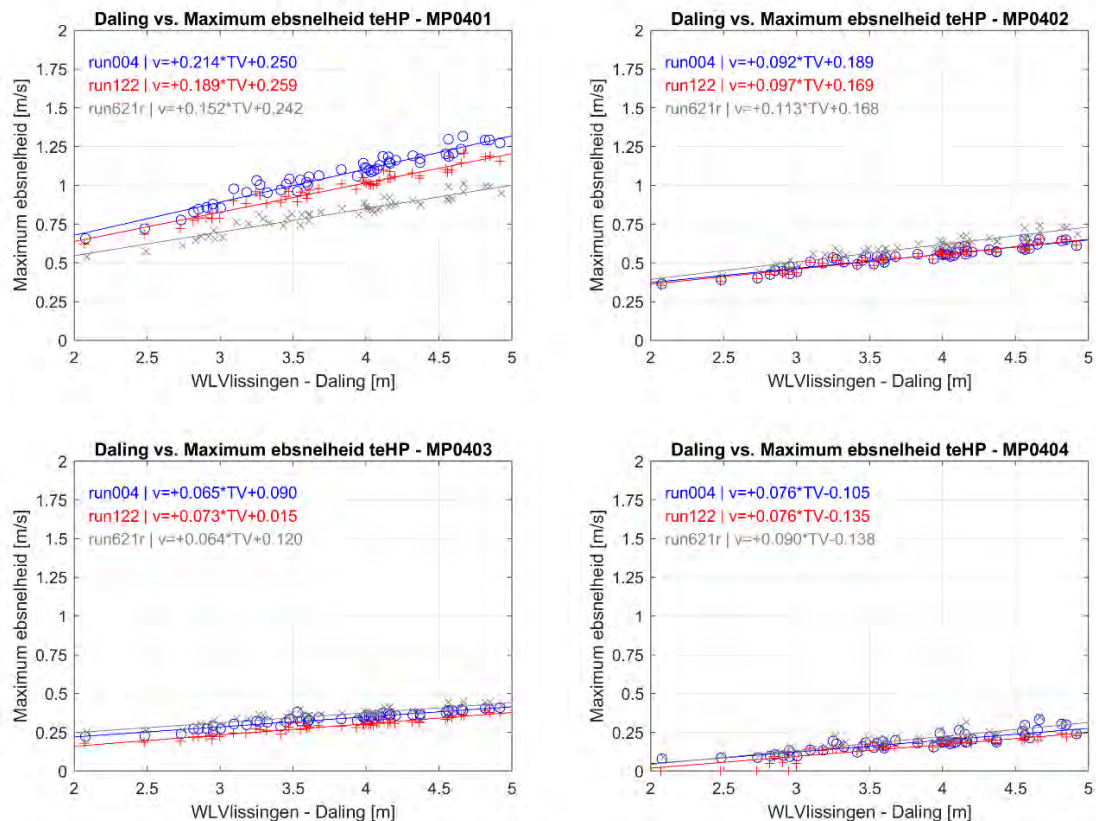 Daling vs. Maximum ebsnelheid teHP - MP0401
2
1.75
1.5
1.25
1
0.75
0.5
0.25
0
Maximum ebsnelheid [m/s]
run004 | v=+0.214*TV+0.250
run122 | v=+0.189*TV+0.259
run621r | v=+0.152*TV+0.242
2 2.5 3 3.5 4 4.5 5
WLVlissingen - Daling [m]
Daling vs. Maximum ebsnelheid teHP - MP0402
2
1.75
1.5
1.25
1
0.75
0.5
0.25
0
Maximum ebsnelheid [m/s]
run004 | v=+0.092*TV+0.189
run122 | v=+0.097*TV+0.169
run621r | v=+0.113*TV+0.168
2 2.5 3 3.5 4 4.5 5
WLVlissingen - Daling [m]
Daling vs. Maximum ebsnelheid teHP - MP0403
2
1.75
1.5
1.25
1
0.75
0.5
0.25
0
Maximum ebsnelheid [m/s]
run004 | v=+0.065*TV+0.090
run122 | v=+0.073*TV+0.015
run621r | v=+0.064*TV+0.120
2 2.5 3 3.5 4 4.5 5
WLVlissingen - Daling [m]
Daling vs. Maximum ebsnelheid teHP - MP0404
2
1.75
1.5
1.25
1
0.75
0.5
0.25
0
Maximum ebsnelheid [m/s]
run004 | v=+0.076*TV-0.105
run122 | v=+0.076*TV-0.135
run621r | v=+0.090*TV-0.138
2 2.5 3 3.5 4 4.5 5
WLVlissingen - Daling [m]